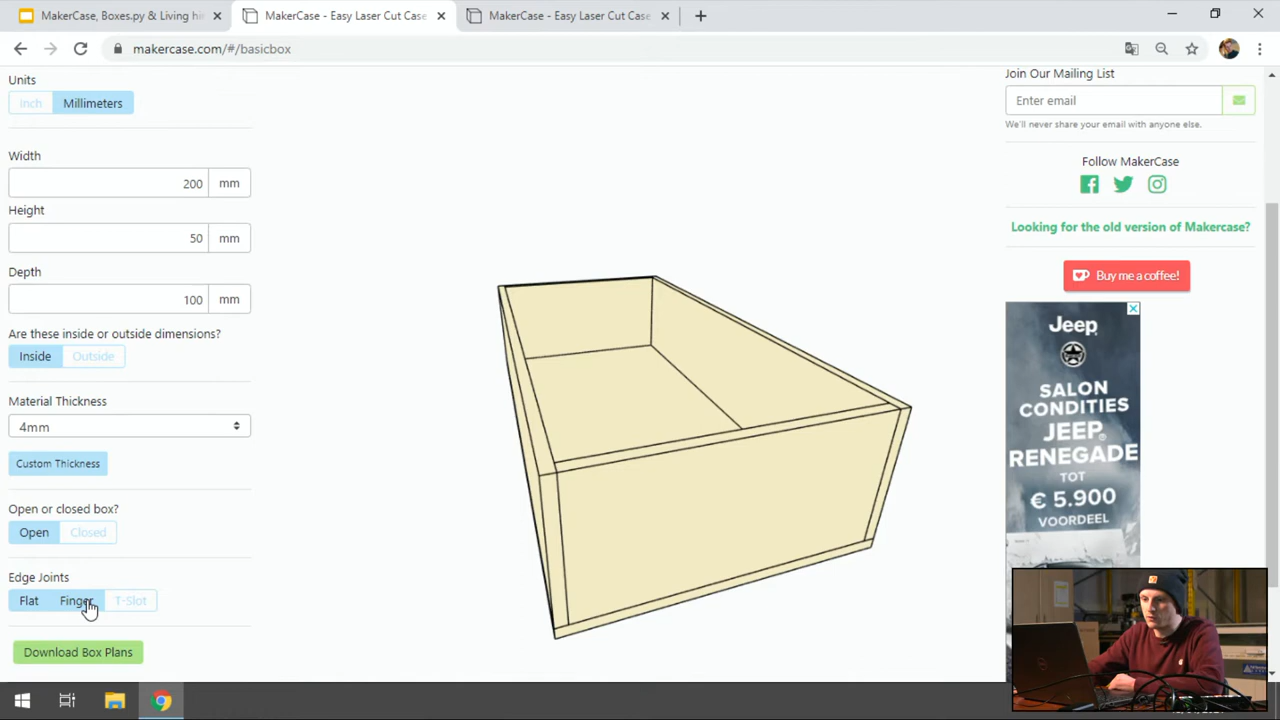 MakerCase, Boxes.py & Living hi
MakerCase - Easy Laser Cut Case
MakerCase - Easy Laser Cut Case
makercase.com/#/basicbox
Units
Inch
Millimeters
Width
200 mm
Height
50 mm
Depth
100 mm
Are these inside or outside dimensions?
Inside
Outside
Material Thickness
4mm
Custom Thickness
Open or closed box?
Open
Closed
Edge Joints
Flat
Finger
T-Slot
Download Box Plans
Join Our Mailing List
Enter email
We'll never share your email with anyone else.
Follow MakerCase
Looking for the old version of Makercase?
Buy me a coffee!
Jeep
SALON
CONDITIES
JEEP®
RENEGADE
TOT
€ 5.900
VOORDEEL